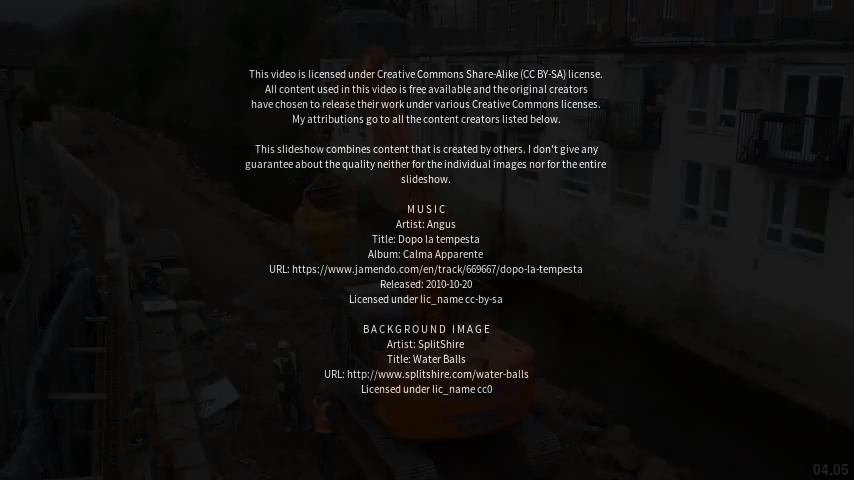 This video is licensed under Creative Commons Share-Alike (CC BY-SA) license.
All content used in this video is free available and the original creators
have chosen to release their work under various Creative Commons licenses.
My attributions go to all the content creators listed below.
This slideshow combines content that is created by others. I don't give any
guarantee about the quality neither for the individual images nor for the entire
slideshow.
MUSIC
Artist: Angus
Title: Dopo la tempesta
Album: Calma Apparente
URL: https://www.jamendo.com/en/track/669667/dopo-la-tempesta
Released: 2010-10-20
Licensed under lic_name cc-by-sa
BACKGROUND IMAGE
Artist: SplitShire
Title: Water Balls
URL: http://www.splitshire.com/water-balls
Licensed under lic_name cc0
04.05